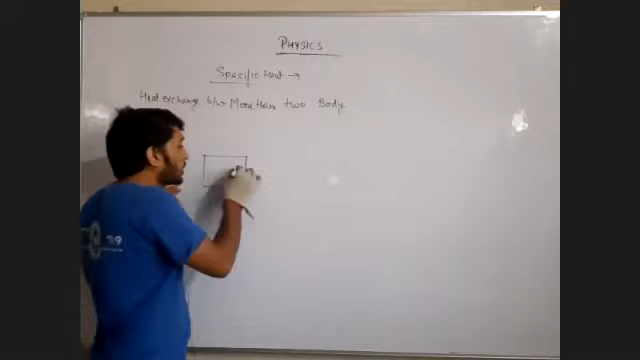 PHYSICS
Specific Heat →
Heat exchange b/w More than two Body